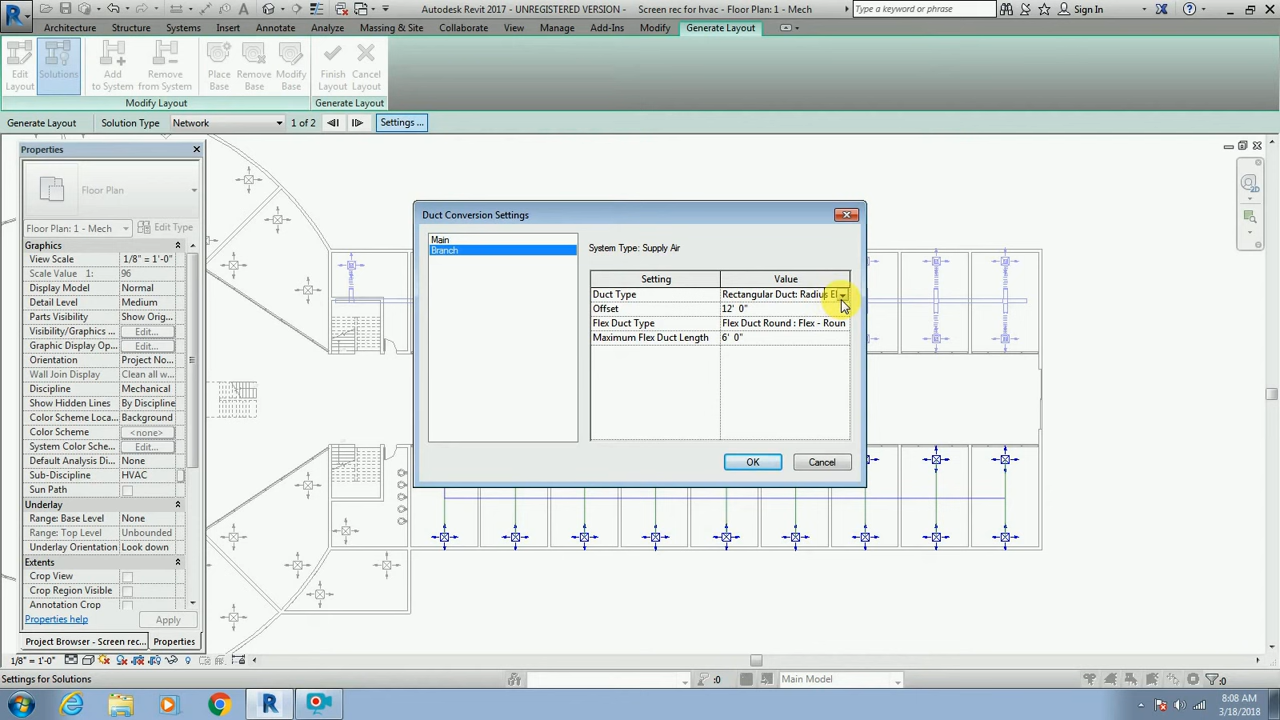 Autodesk Revit 2017 - UNREGISTERED VERSION - Screen rec for hvac - Floor Plan: 1 - Mech
Type a keyword or phrase
Sign In
Architecture Structure Systems Insert Annotate Analyze Massing & Site Collaborate View Manage Add-Ins Modify Generate Layout
Edit Layout
Solutions
Add to System
Remove from System
Place Base
Remove Base
Modify Base
Finish Layout
Cancel Layout
Modify Layout
Generate Layout
Generate Layout Solution Type Network 1 of 2 Settings ...
Properties
Floor Plan
Floor Plan: 1 - Mech Edit Type
Graphics
View Scale 1/8" = 1'-0"
Scale Value 1: 96
Display Model Normal
Detail Level Medium
Parts Visibility Show Orig...
Visibility/Graphics ... Edit...
Graphic Display Op... Edit...
Orientation Project No...
Wall Join Display Clean all w...
Discipline Mechanical
Show Hidden Lines By Discipline
Color Scheme Loca... Background
Color Scheme <none>
System Color Sche... Edit...
Default Analysis Di... None
Sub-Discipline HVAC
Sun Path
Underlay
Range: Base Level None
Range: Top Level Unbounded
Underlay Orientation Look down
Extents
Crop View
Crop Region Visible
Annotation Crop
Properties help Apply
Project Browser - Screen rec... Properties
Duct Conversion Settings
Main
Branch
System Type: Supply Air
Setting Value
Duct Type Rectangular Duct: Radius El
Offset 12' 0"
Flex Duct Type Flex Duct Round : Flex - Roun
Maximum Flex Duct Length 6' 0"
OK Cancel
1/8" = 1'-0"
Settings for Solutions
:0
Main Model
:0
8:08 AM
3/18/2018